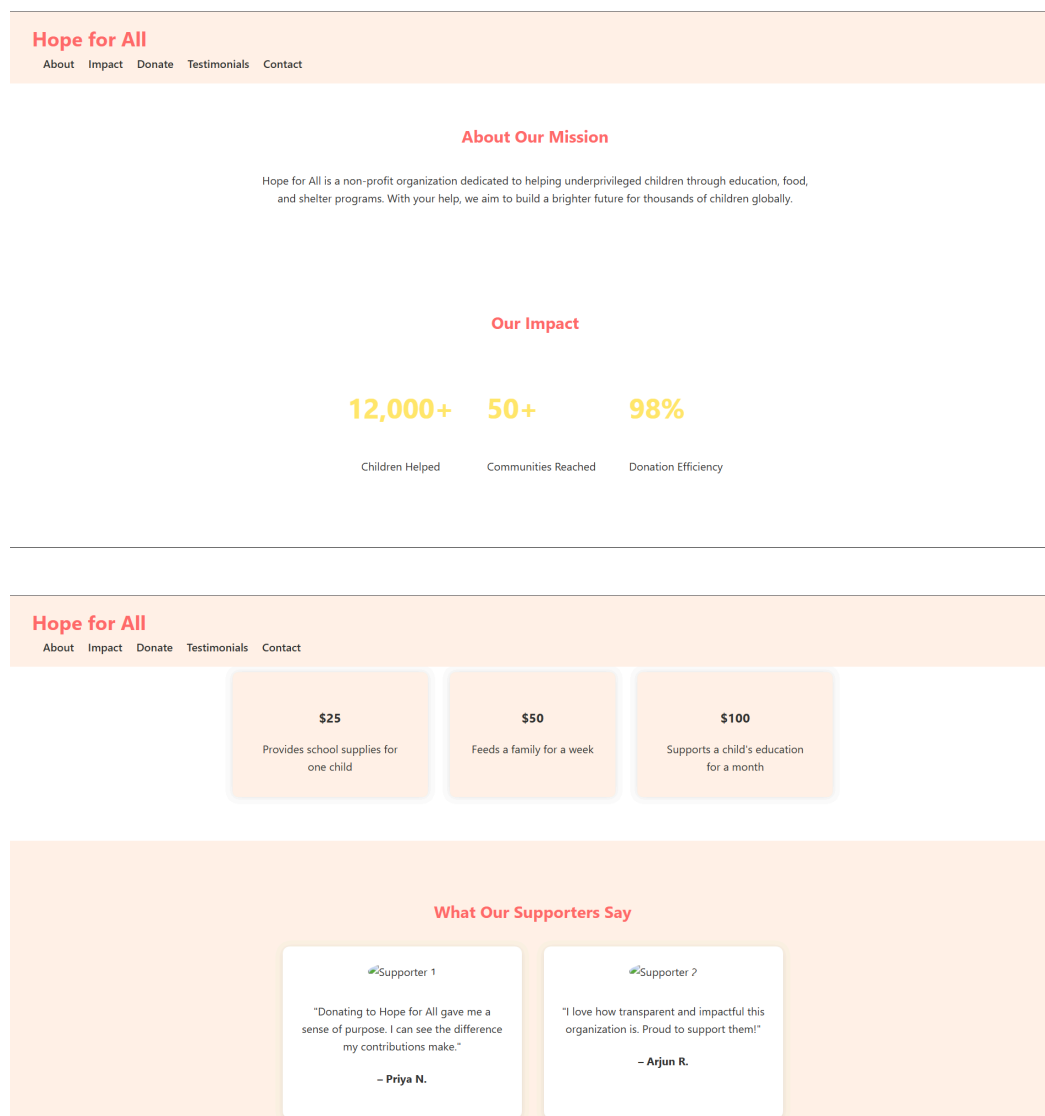 Hope for All
About Impact Donate Testimonials Contact
About Our Mission
Hope for All is a non-profit organization dedicated to helping underprivileged children through education, food,
and shelter programs. With your help, we aim to build a brighter future for thousands of children globally.
Our Impact
12,000+ 50+ 98%
Children Helped Communities Reached Donation Efficiency
Hope for All
About Impact Donate Testimonials Contact
$25
Provides school supplies for
one child
$50
Feeds a family for a week
$100
Supports a child's education
for a month
What Our Supporters Say
Supporter 1
"Donating to Hope for All gave me a
sense of purpose. I can see the difference
my contributions make."
– Priya N.
Supporter 2
"I love how transparent and impactful this
organization is. Proud to support them!"
– Arjun R.